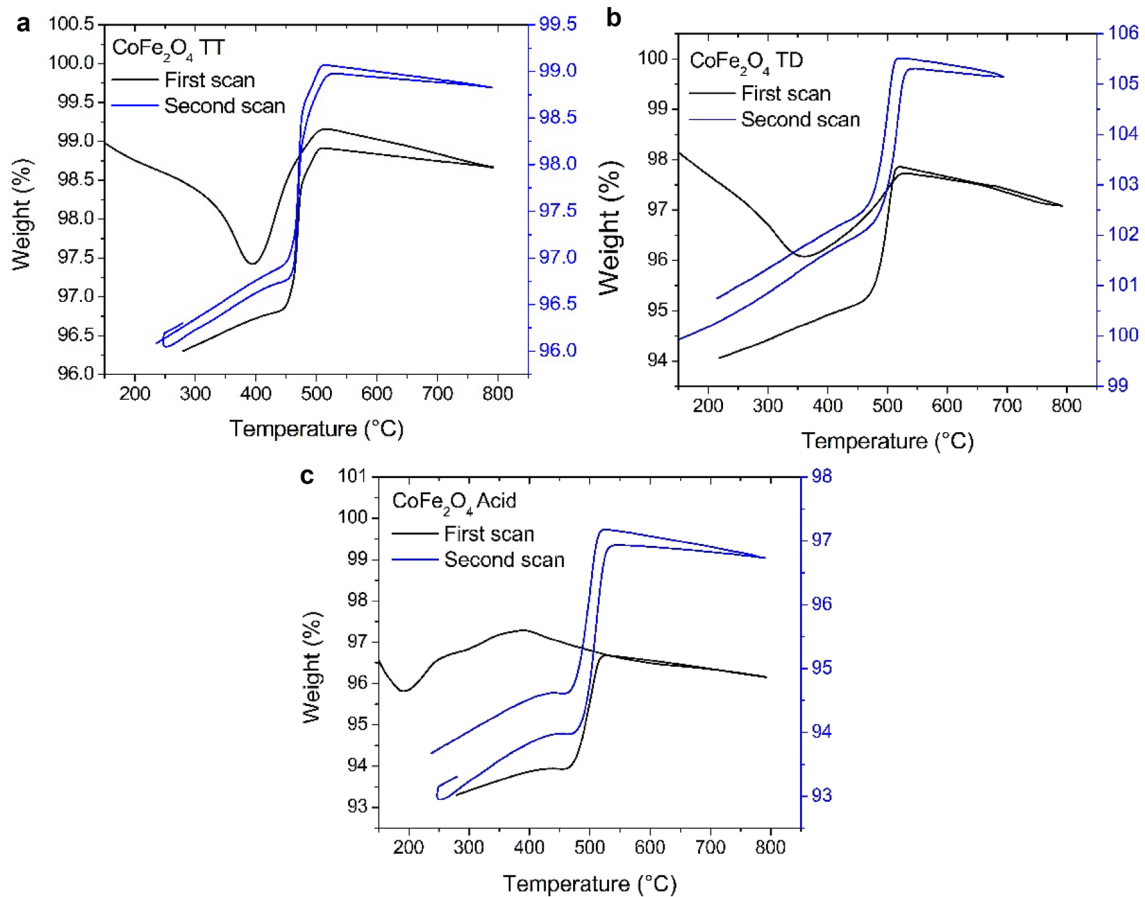 a
CoFe₂O₄ TT
First scan
Second scan
100.5
100.0
99.5
99.0
98.5
98.0
97.5
97.0
96.5
96.0
99.5
99.0
98.5
98.0
97.5
97.0
96.5
96.0
Weight (%)
200 300 400 500 600 700 800
Temperature (°C)
b
CoFe₂O₄ TD
First scan
Second scan
100
99
98
97
96
95
94
106
105
104
103
102
101
100
99
Weight (%)
200 300 400 500 600 700 800
Temperature (°C)
c
CoFe₂O₄ Acid
First scan
Second scan
101
100
99
98
97
96
95
94
93
98
97
96
95
94
93
Weight (%)
200 300 400 500 600 700 800
Temperature (°C)